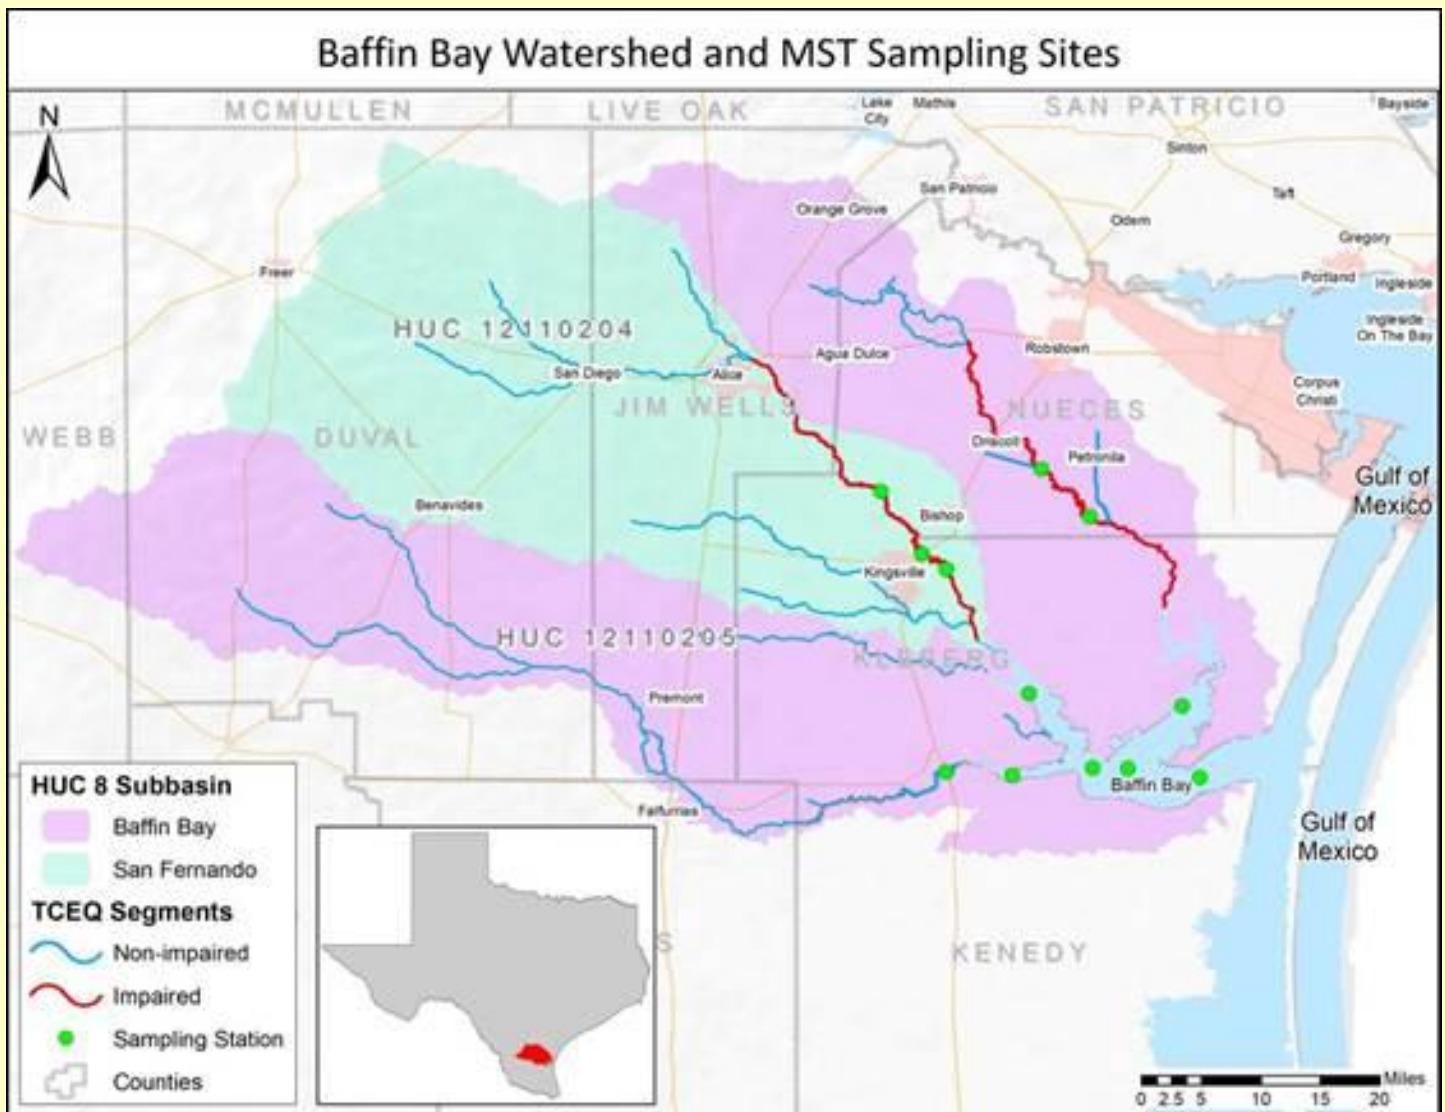 Baffin Bay Watershed and MST Sampling Sites
N
MCMULLEN
LIVE OAK
Lake
City
Mathis
SAN PATRICIO
Bayside
Sinton
San Patricio
Taft
Orange Grove
Odem
Gregory
Freer
Portland
Ingleside
HUC 12110204
Ingleside
On The Bay
Agua Dulce
Robstown
San Diego
Alice
Corpus
Christi
JIM WELLS
NUECES
WEBB
DUVAL
Driscoll
Petronila
Gulf of
Mexico
Benavides
Bishop
Kingsville
HUC 12110205
KLEBERG
Premont
Baffin Bay
Falfurrias
Gulf of
Mexico
S
KENEDY
HUC 8 Subbasin
Baffin Bay
San Fernando
TCEQ Segments
Non-impaired
Impaired
Sampling Station
Counties
Miles
0 2.5 5 10 15 20